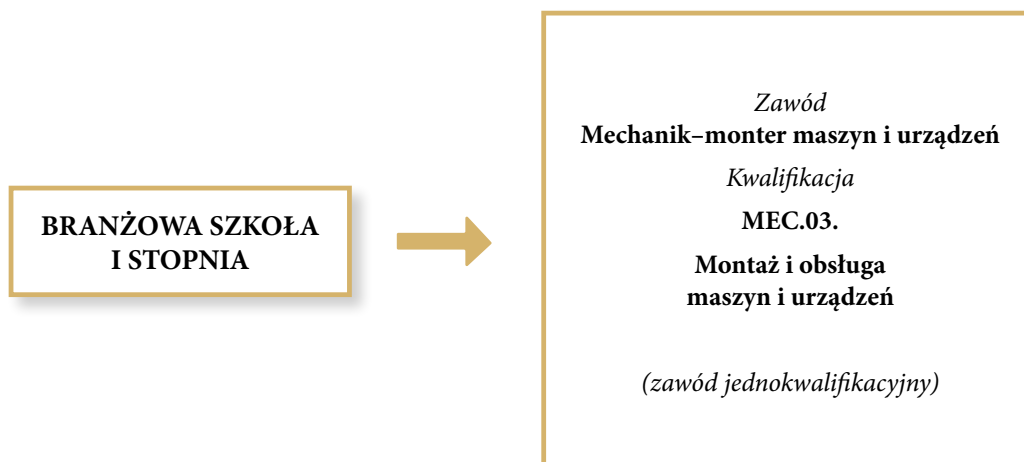 BRANŻOWA SZKOŁA
I STOPNIA
Zawód
Mechanik–monter maszyn i urządzeń
Kwalifikacja
MEC.03.
Montaż i obsługa
maszyn i urządzeń
(zawód jednokwalifikacyjny)